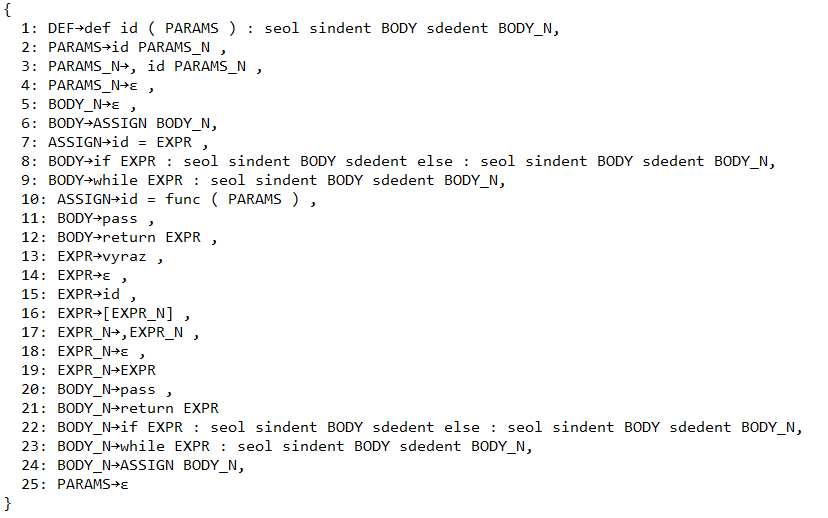 {
1: DEF→def id ( PARAMS ) : seol sindent BODY sdedent BODY_N,
2: PARAMS→id PARAMS_N ,
3: PARAMS_N→, id PARAMS_N ,
4: PARAMS_N→ε ,
5: BODY_N→ε ,
6: BODY→ASSIGN BODY_N,
7: ASSIGN→id = EXPR ,
8: BODY→if EXPR : seol sindent BODY sdedent else : seol sindent BODY sdedent BODY_N,
9: BODY→while EXPR : seol sindent BODY sdedent BODY_N,
10: ASSIGN→id = func ( PARAMS ) ,
11: BODY→pass ,
12: BODY→return EXPR ,
13: EXPR→vyraz ,
14: EXPR→ε ,
15: EXPR→id ,
16: EXPR→[EXPR_N] ,
17: EXPR_N→,EXPR_N ,
18: EXPR_N→ε ,
19: EXPR_N→EXPR
20: BODY_N→pass ,
21: BODY_N→return EXPR
22: BODY_N→if EXPR : seol sindent BODY sdedent else : seol sindent BODY sdedent BODY_N,
23: BODY_N→while EXPR : seol sindent BODY sdedent BODY_N,
24: BODY_N→ASSIGN BODY_N,
25: PARAMS→ε
}